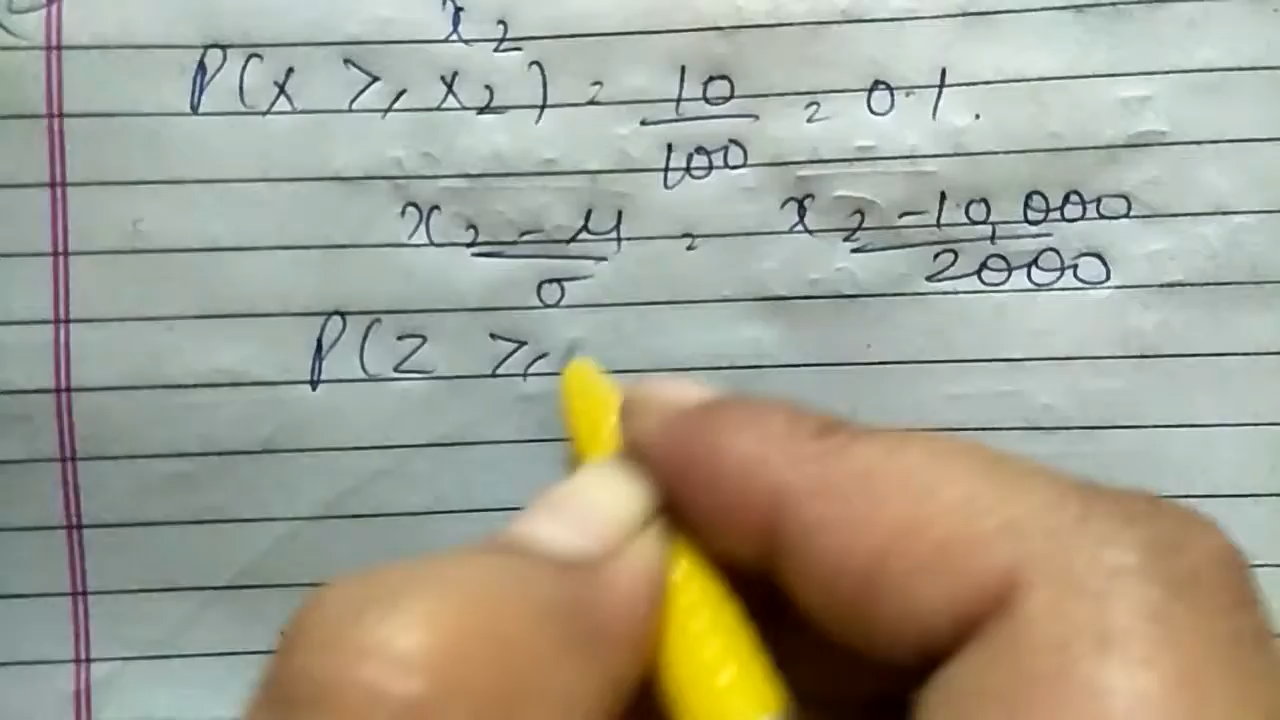 x₂
P(x ≥ x₂) = 10/100 = 0.1.
x₂ - μ / σ = x₂ - 10,000 / 2000
P(Z ≥